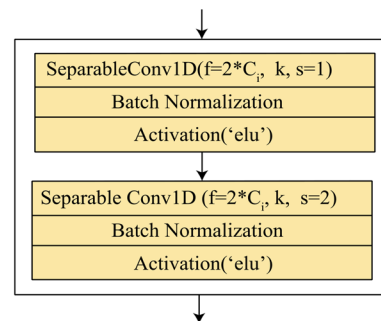 SeparableConv1D(f=2*Cᵢ, k, s=1)
Batch Normalization
Activation(‘elu’)
Separable Conv1D (f=2*Cᵢ, k, s=2)
Batch Normalization
Activation(‘elu’)